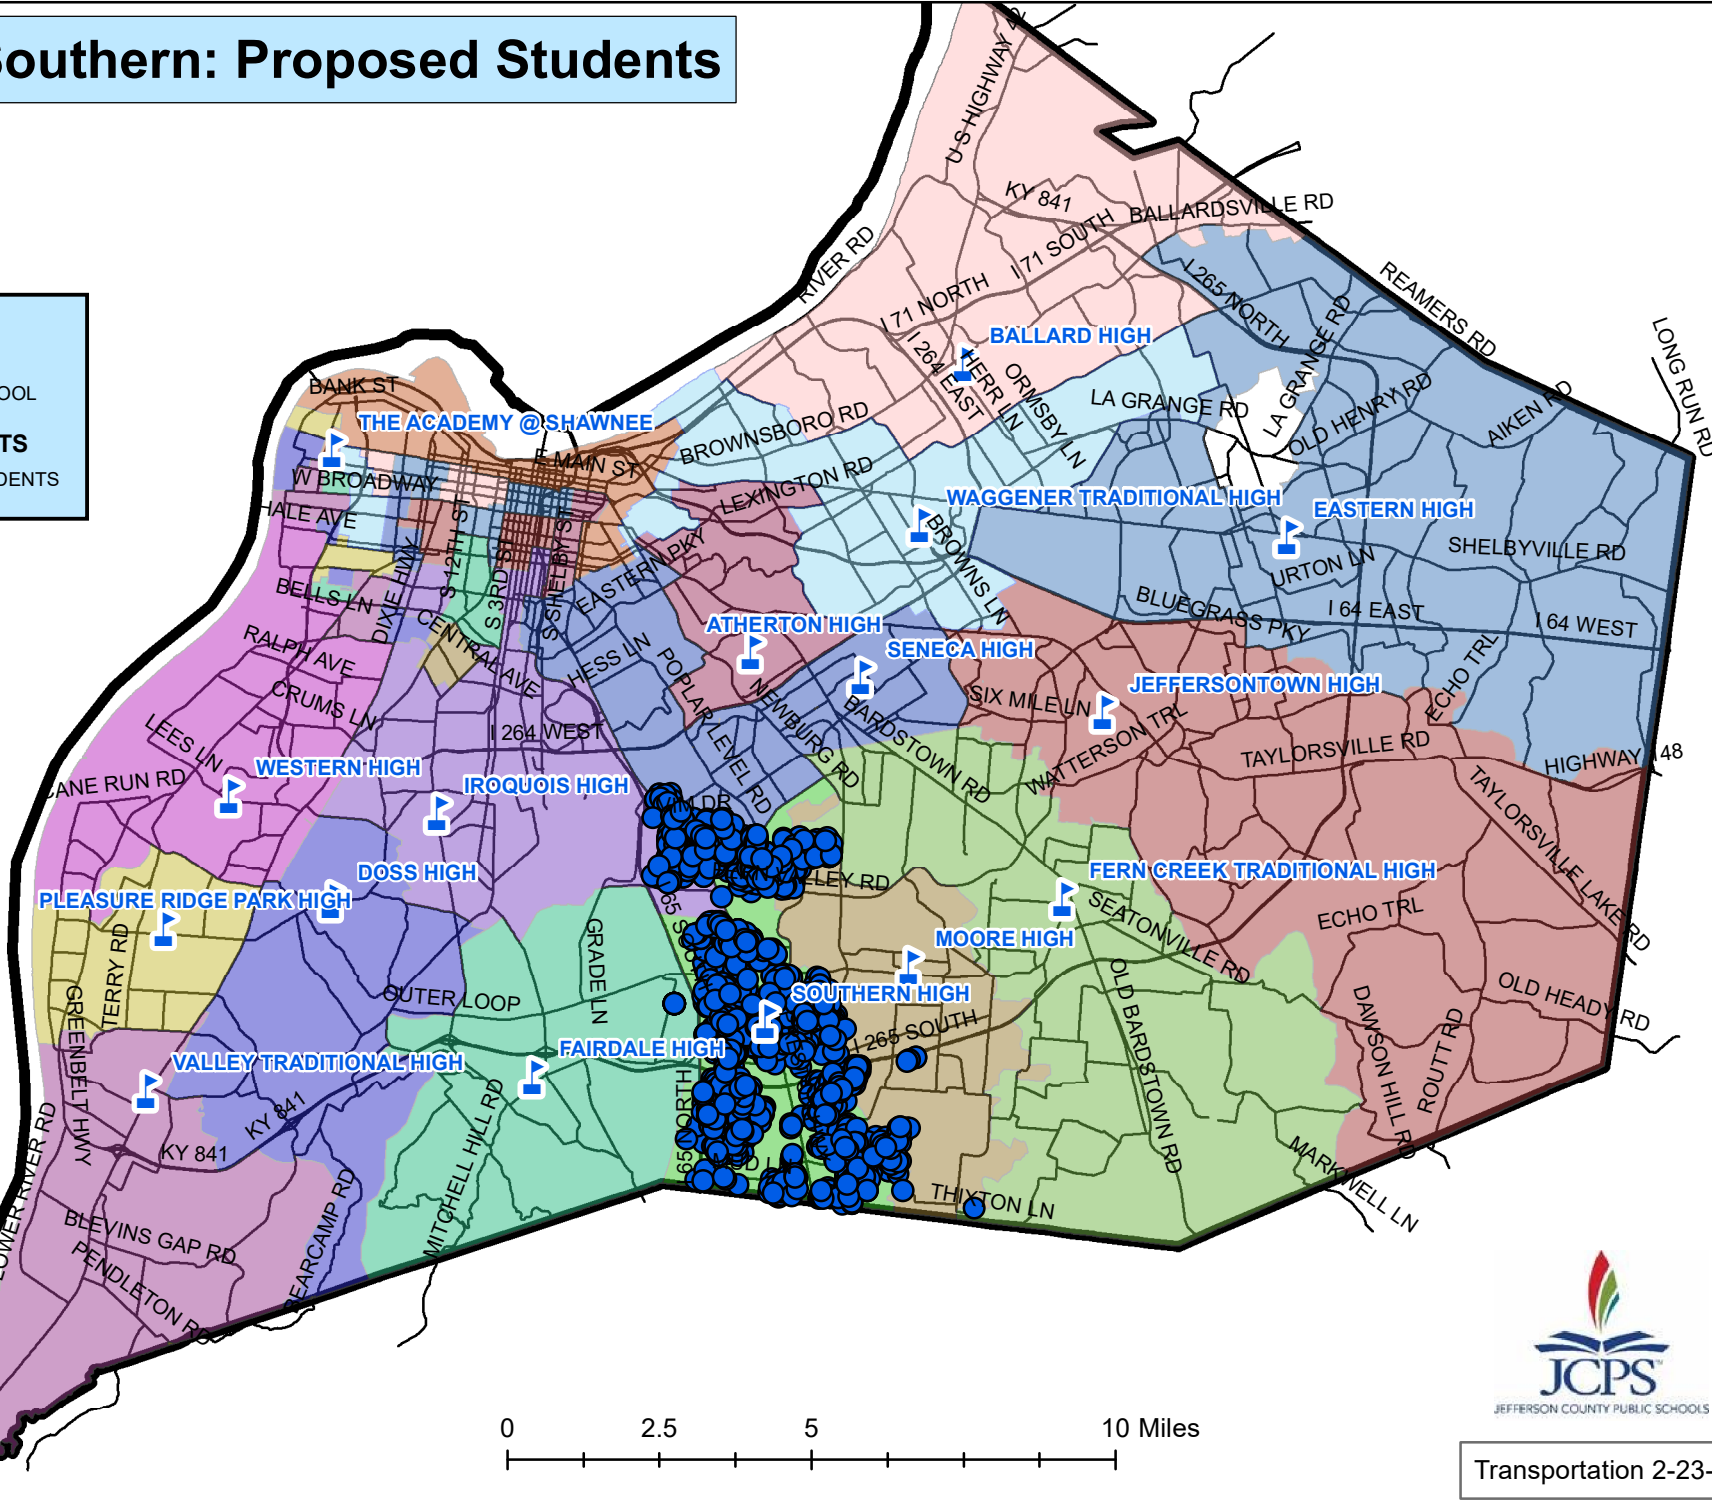 Southern: Proposed Students
OOL
TS
DENTS
U S HIGHWAY 42
KY 841
BALLARDSVILLE RD
I 71 SOUTH
RIVER RD
I 71 NORTH
I 265 NORTH
REAMERS RD
LONG RUN RD
BALLARD HIGH
I 264 EAST
HERR LN
ORMSBY LN
LA GRANGE RD
LA GRANGE RD
OLD HENRY RD
AIKEN RD
BANK ST
THE ACADEMY @ SHAWNEE
BROWNSBORO RD
E MAIN ST
W BROADWAY
LEXINGTON RD
WAGGENER TRADITIONAL HIGH
EASTERN HIGH
HALE AVE
DIXIE HWY
S 12TH ST
S 3RD ST
S SHELBY ST
EASTERN PKY
BROWNS LN
SHELBYVILLE RD
URTON LN
BELLS LN
CENTRAL AVE
BLUEGRASS PKY
I 64 EAST
I 64 WEST
RALPH AVE
HESS LN
ATHERTON HIGH
SENECA HIGH
POPLAR LEVEL RD
NEWBURG RD
BARDSTOWN RD
JEFFERSONTOWN HIGH
SIX MILE LN
WATTERSON TRL
ECHO TRL
CRUMS LN
LEES LN
I 264 WEST
TAYLORSVILLE RD
HIGHWAY 148
CANE RUN RD
WESTERN HIGH
IROQUOIS HIGH
VIM DR
TAYLORSVILLE LAKE RD
DOSS HIGH
PLEASURE RIDGE PARK HIGH
FERN CREEK TRADITIONAL HIGH
SEATONVILLE RD
ECHO TRL
TERRY RD
GRADE LN
MOORE HIGH
OUTER LOOP
SOUTHERN HIGH
OLD BARDSTOWN RD
OLD HEADY RD
GREENBELT HWY
I 265 SOUTH
DAWSON HILL RD
ROUTT RD
VALLEY TRADITIONAL HIGH
FAIRDALE HIGH
KY 841
KY 841
MITCHELL HILL RD
65 NORTH
MARKWELL LN
LOWER RIVER RD
THIXTON LN
BLEVINS GAP RD
BEARCAMP RD
PENDLETON RD
JCPS
JEFFERSON COUNTY PUBLIC SCHOOLS
0 2.5 5 10 Miles
Transportation 2-23-